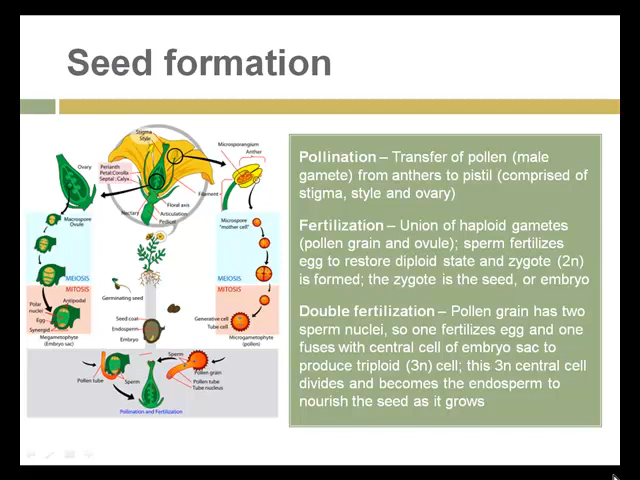 Seed formation
Stigma
Style
Microsporangium
Anther
Ovary
Perianth
Petal:Corolla
Septal : Calyx
Filament
Floral axis
Nectary
Articulation
Pedicel
Macrospore
Ovule
Microspore
"mother cell"
MEIOSIS
MEIOSIS
MITOSIS
MITOSIS
Polar
nuclei
Antipodal
Egg
Synergid
Megametophyte
(Embryo sac)
Germinating seed
Seed coat
Endosperm
Embryo
Generative cell
Tube cell
Microgametophyte
(pollen)
Sperm
Pollen grain
Pollen tube
Sperm
Pollen tube
Tube nucleus
Pollination and Fertilization
Pollination – Transfer of pollen (male
gamete) from anthers to pistil (comprised of
stigma, style and ovary)
Fertilization – Union of haploid gametes
(pollen grain and ovule); sperm fertilizes
egg to restore diploid state and zygote (2n)
is formed; the zygote is the seed, or embryo
Double fertilization – Pollen grain has two
sperm nuclei, so one fertilizes egg and one
fuses with central cell of embryo sac to
produce triploid (3n) cell; this 3n central cell
divides and becomes the endosperm to
nourish the seed as it grows